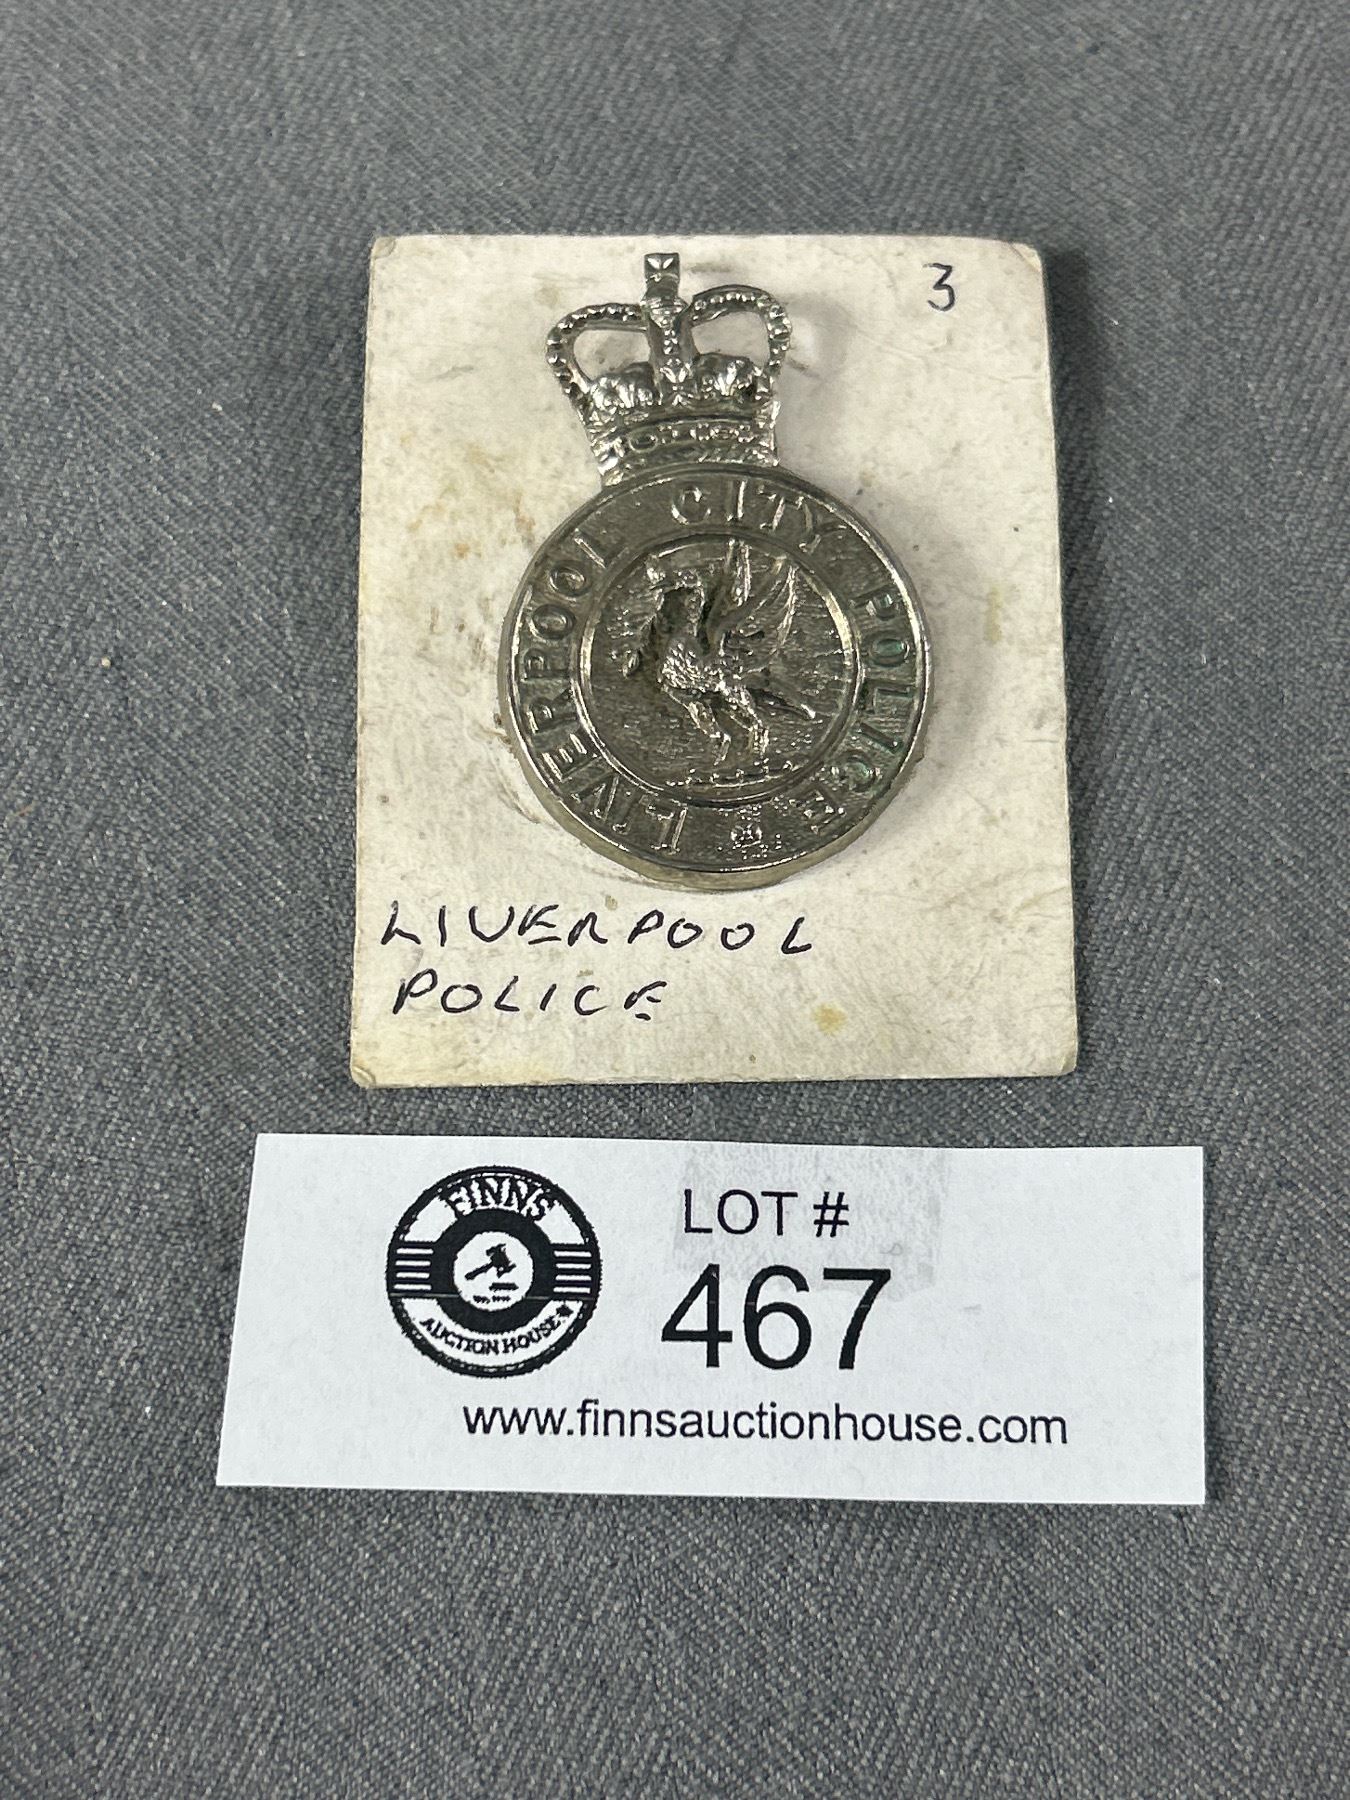 3
LIVERPOOL CITY POLICE
LIVERPOOL
POLICE
FINNS
AUCTION HOUSE
LOT #
467
www.finnsauctionhouse.com